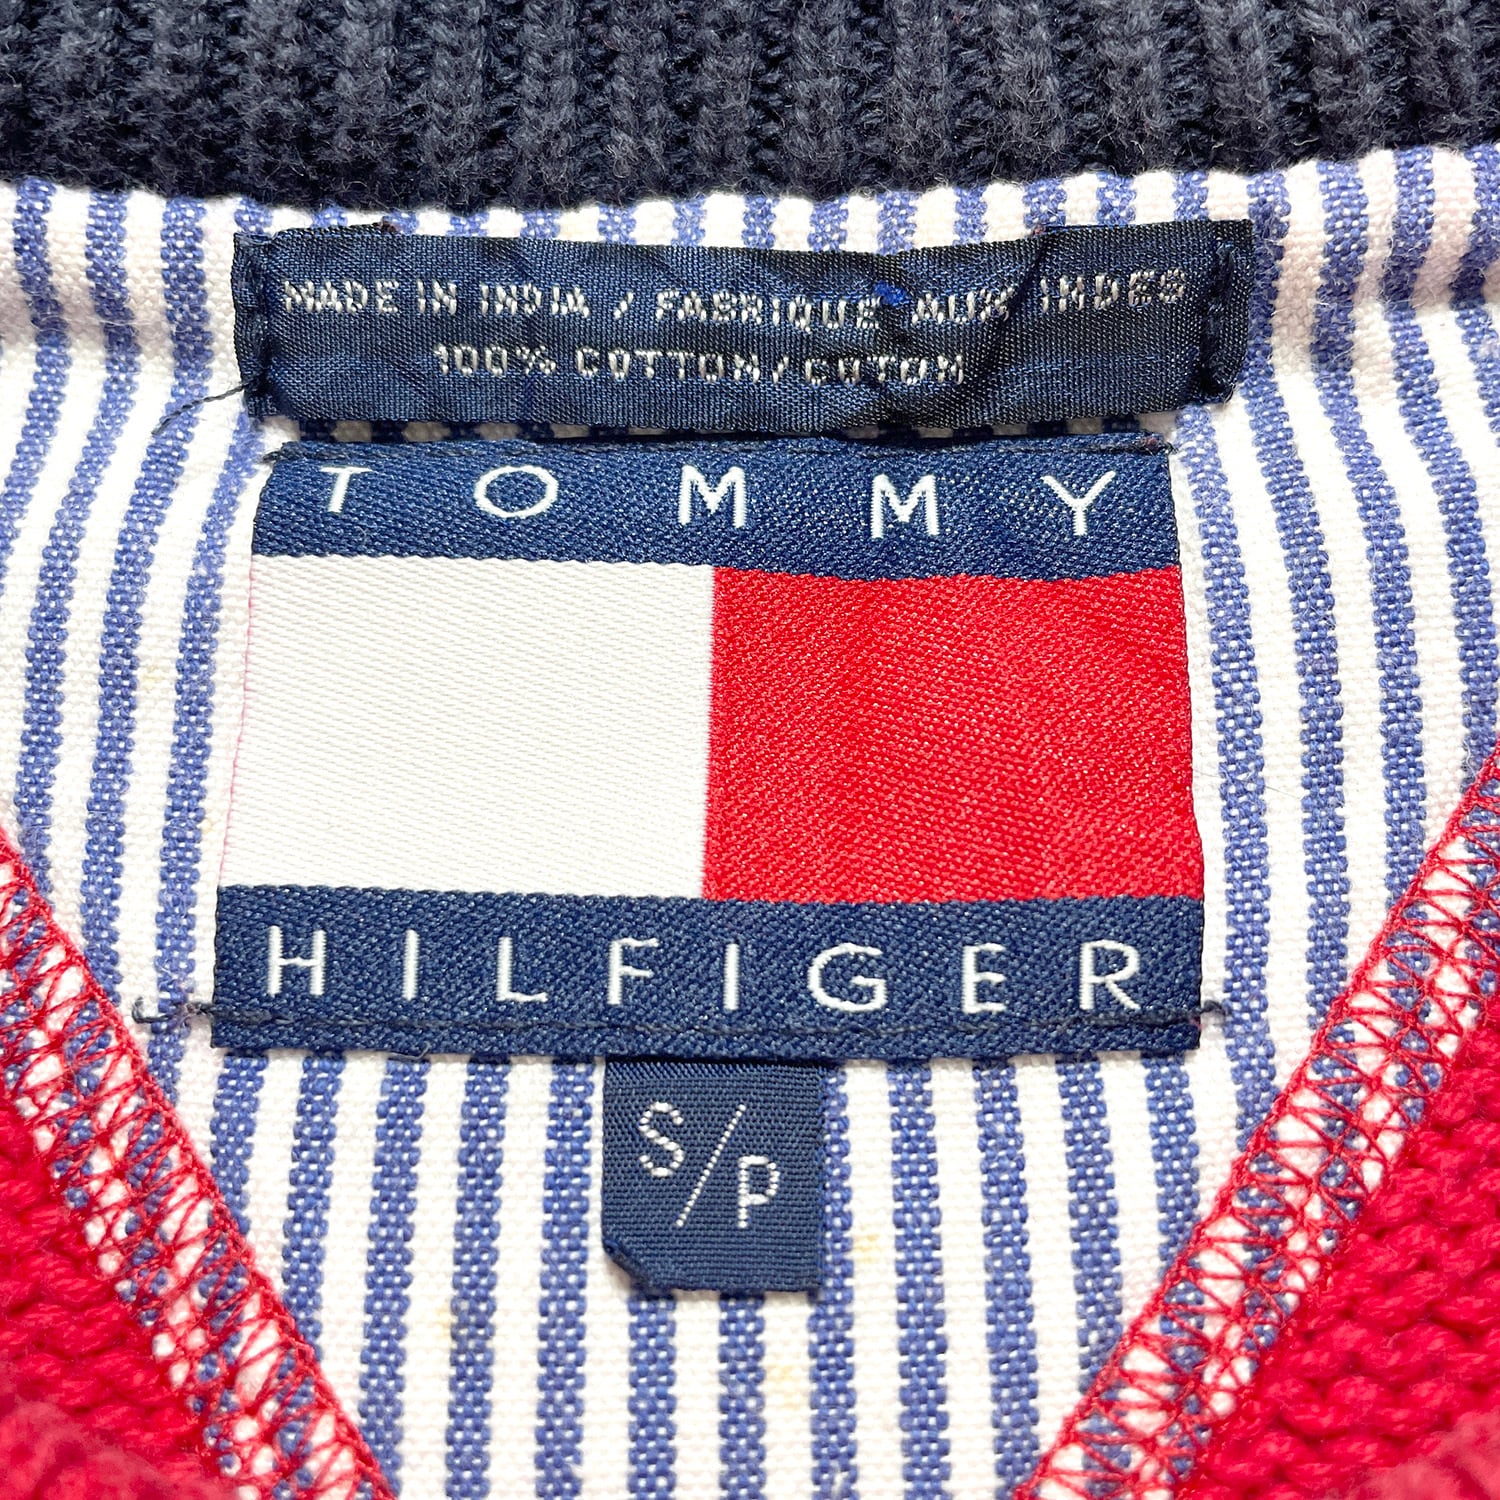 MADE IN INDIA / FABRIQUE AUX INDES
100% COTTON/COTON
TOMMY
HILFIGER
S/P